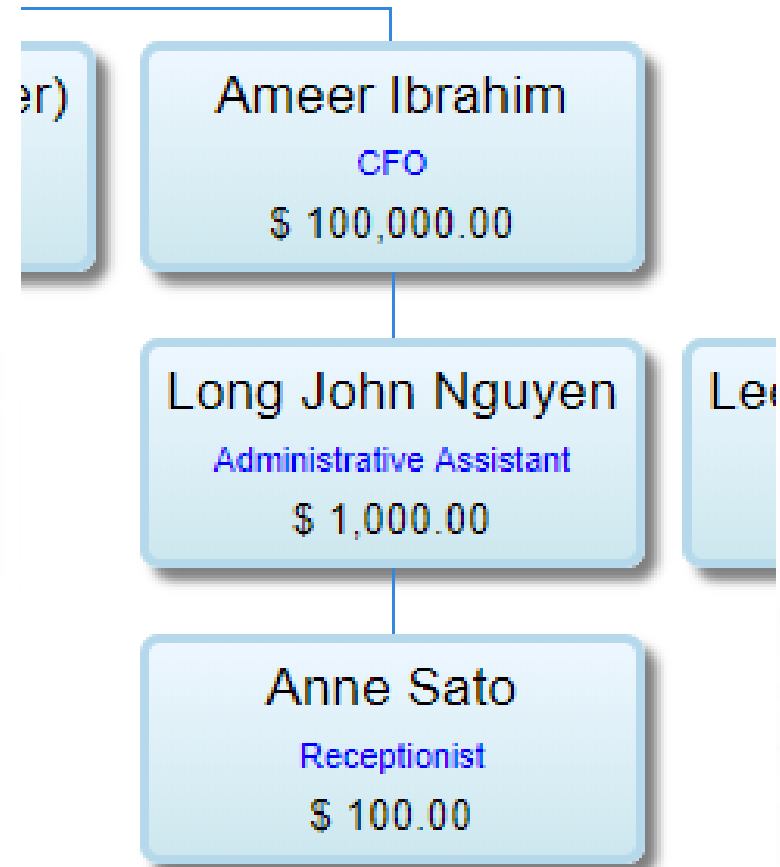 er)
Ameer Ibrahim
CFO
$ 100,000.00
Long John Nguyen
Administrative Assistant
$ 1,000.00
Lee
Anne Sato
Receptionist
$ 100.00